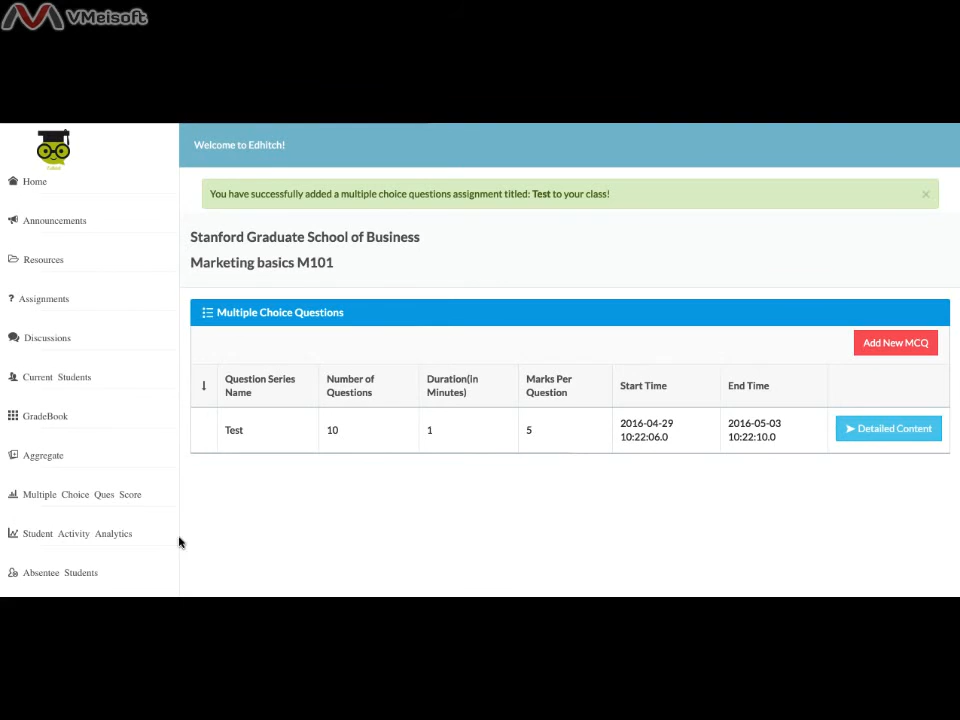 VMeisoft
Welcome to Edhitch!
You have successfully added a multiple choice questions assignment titled: Test to your class!
×
Stanford Graduate School of Business
Marketing basics M101
Home
Announcements
Resources
Assignments
Discussions
Current Students
GradeBook
Aggregate
Multiple Choice Ques Score
Student Activity Analytics
Absentee Students
Multiple Choice Questions
Add New MCQ
Question Series
Name
Number of
Questions
Duration(in
Minutes)
Marks Per
Question
Start Time
End Time
Test
10
1
5
2016-04-29
10:22:06.0
2016-05-03
10:22:10.0
Detailed Content